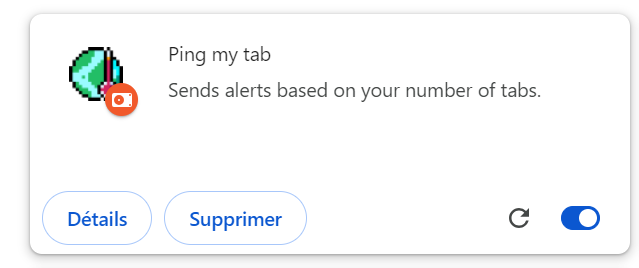 Ping my tab
Sends alerts based on your number of tabs.
Détails
Supprimer